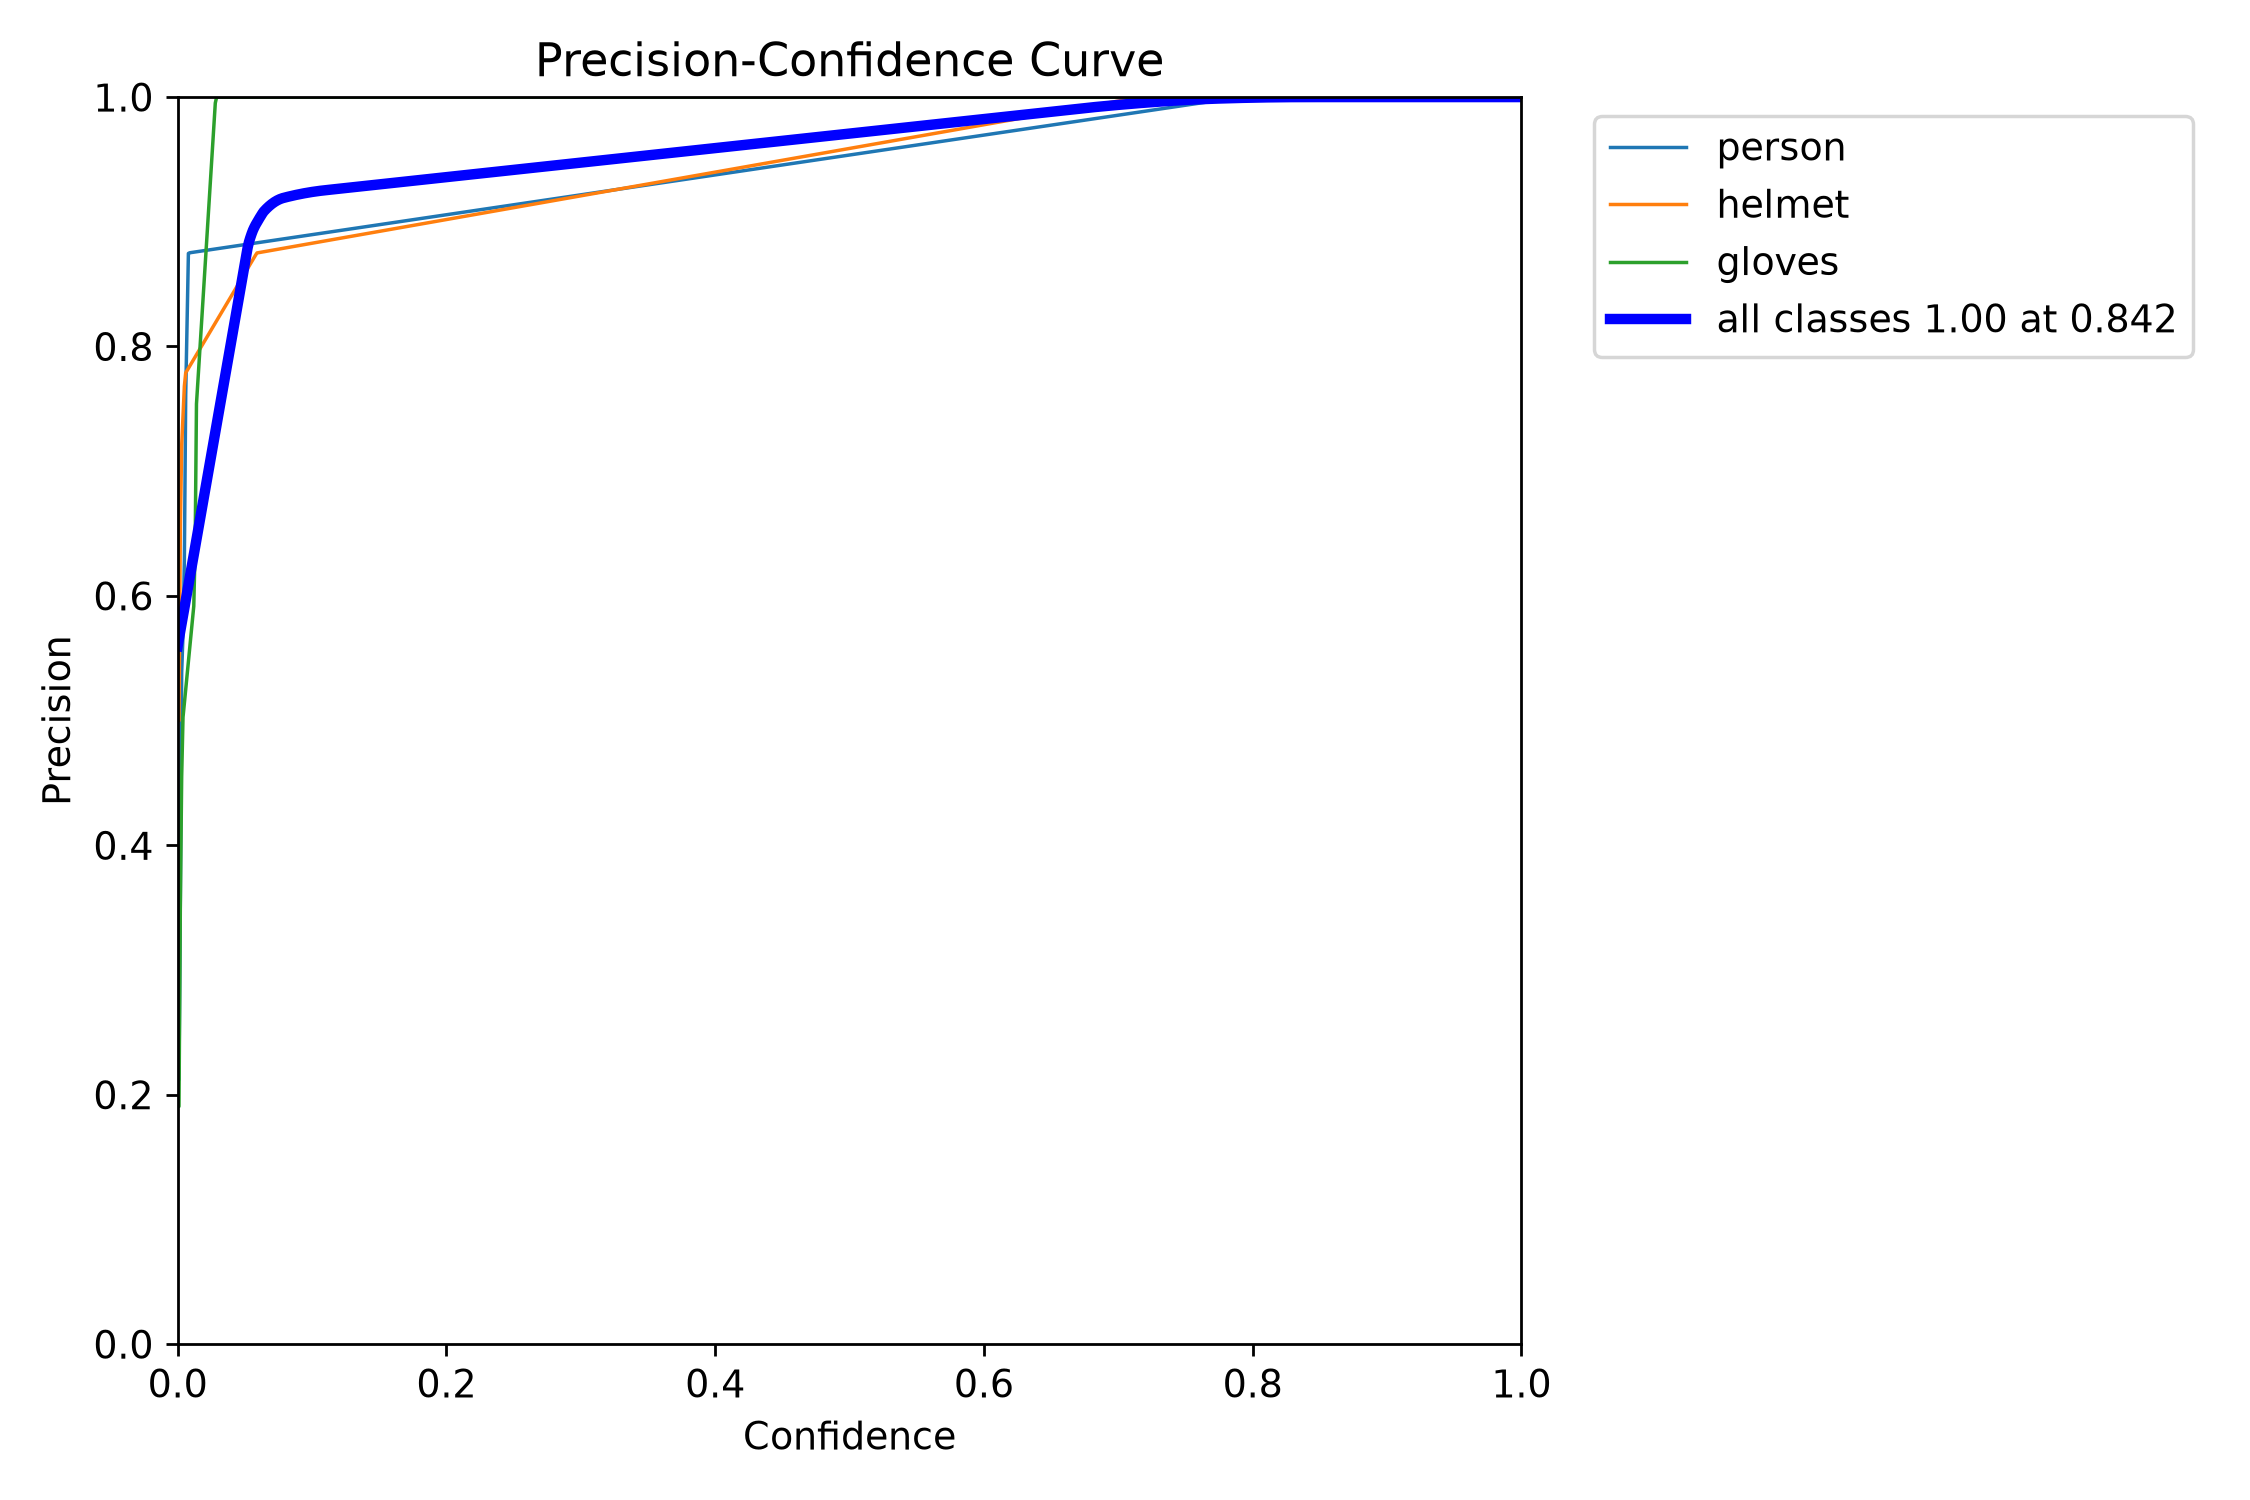 Precision-Confidence Curve
1.0
0.8
0.6
0.4
0.2
0.0
Precision
0.0 0.2 0.4 0.6 0.8 1.0
Confidence
person
helmet
gloves
all classes 1.00 at 0.842